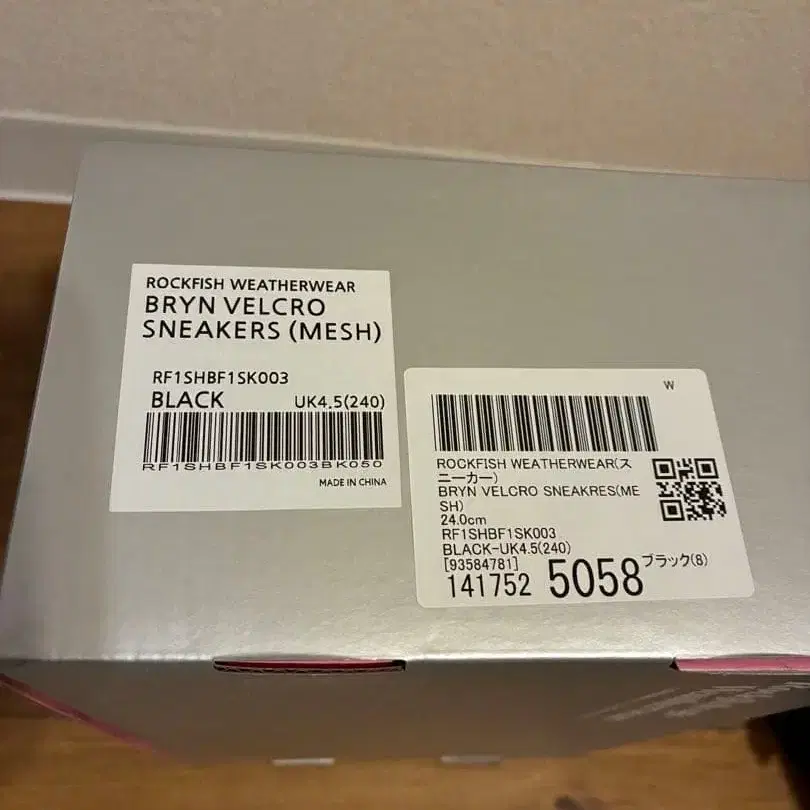 ROCKFISH WEATHERWEAR
BRYN VELCRO
SNEAKERS (MESH)
RF1SHBF1SK003
BLACK UK4.5(240)
RF1SHBF1SK003BK050
MADE IN CHINA
W
ROCKFISH WEATHERWEAR(ス
ニーカー)
BRYN VELCRO SNEAKRES(ME
SH)
24.0cm
RF1SHBF1SK003
BLACK-UK4.5(240)
[93584781] ブラック(8)
141752 5058